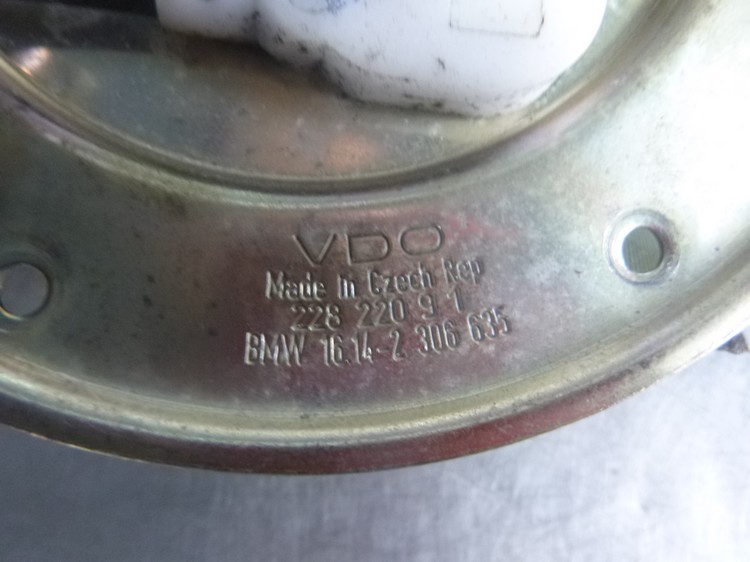 VDO
Made in Czech Rep
228 220 9 1
BMW 16.14-2 306 635